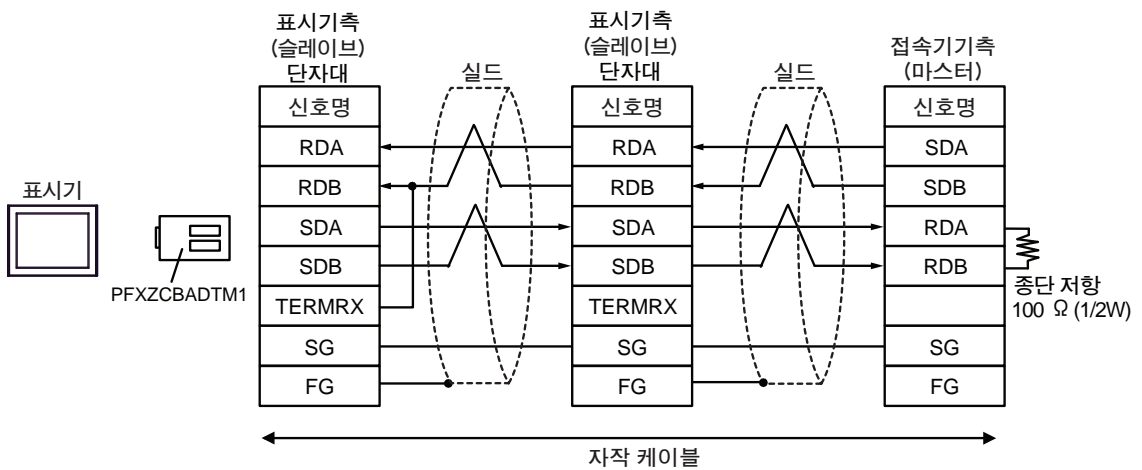 표시기측
(슬레이브)
단자대
실드
표시기측
(슬레이브)
단자대
실드
접속기기측
(마스터)
신호명
신호명
신호명
RDA
RDA
SDA
RDB
RDB
SDB
SDA
SDA
RDA
SDB
SDB
RDB
TERMRX
TERMRX
SG
SG
SG
FG
FG
FG
표시기
PFXZCBADTM1
종단 저항
100 Ω (1/2W)
자작 케이블